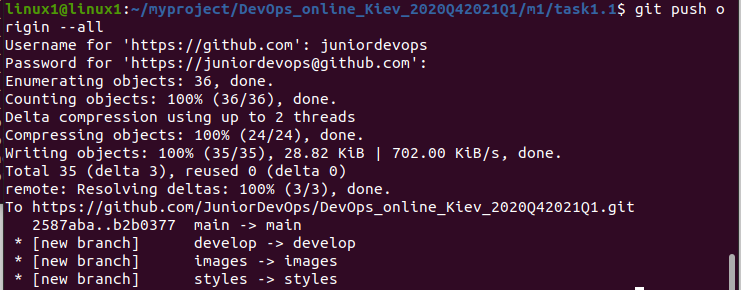 linux1@linux1:~/myproject/DevOps_online_Kiev_2020Q42021Q1/m1/task1.1$ git push o
rigin --all
Username for 'https://github.com': juniordevops
Password for 'https://juniordevops@github.com':
Enumerating objects: 36, done.
Counting objects: 100% (36/36), done.
Delta compression using up to 2 threads
Compressing objects: 100% (24/24), done.
Writing objects: 100% (35/35), 28.82 KiB | 702.00 KiB/s, done.
Total 35 (delta 3), reused 0 (delta 0)
remote: Resolving deltas: 100% (3/3), done.
To https://github.com/JuniorDevOps/DevOps_online_Kiev_2020Q42021Q1.git
   2587aba..b2b0377  main -> main
 * [new branch]      develop -> develop
 * [new branch]      images -> images
 * [new branch]      styles -> styles